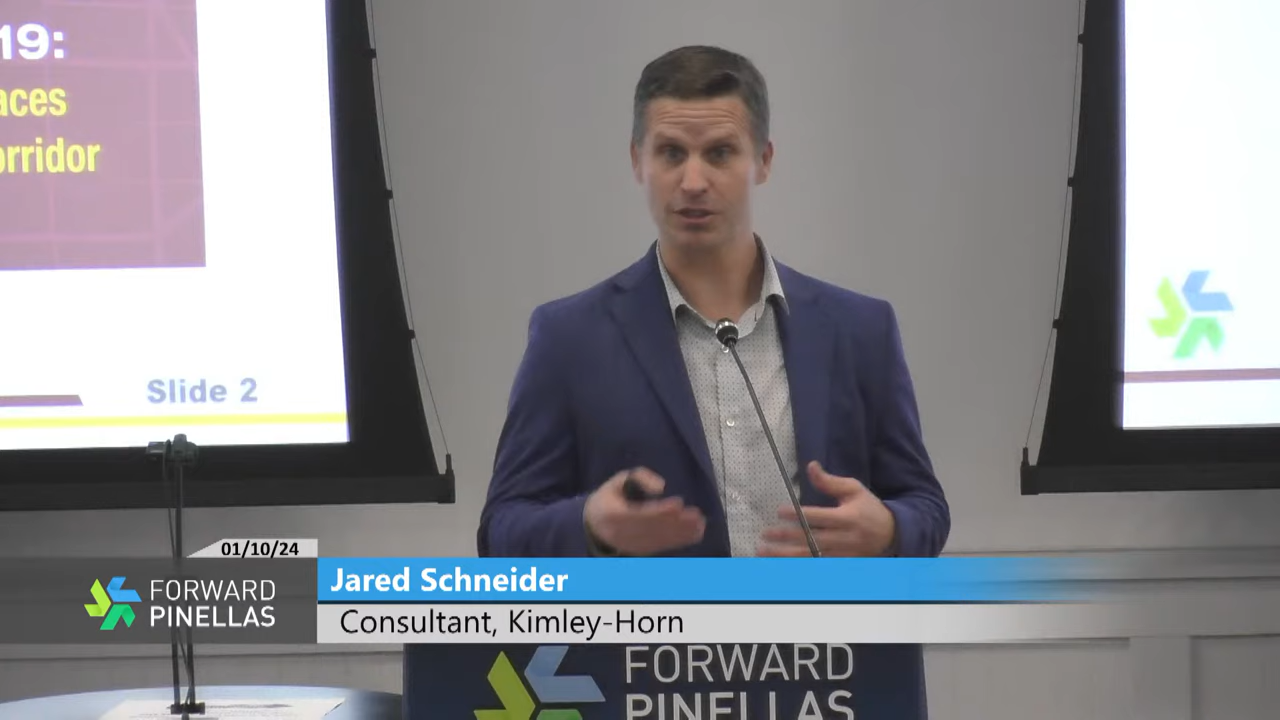 19:
aces
orridor
Slide 2
01/10/24
FORWARD
PINELLAS
Jared Schneider
Consultant, Kimley-Horn
FORWARD
PINELLAS